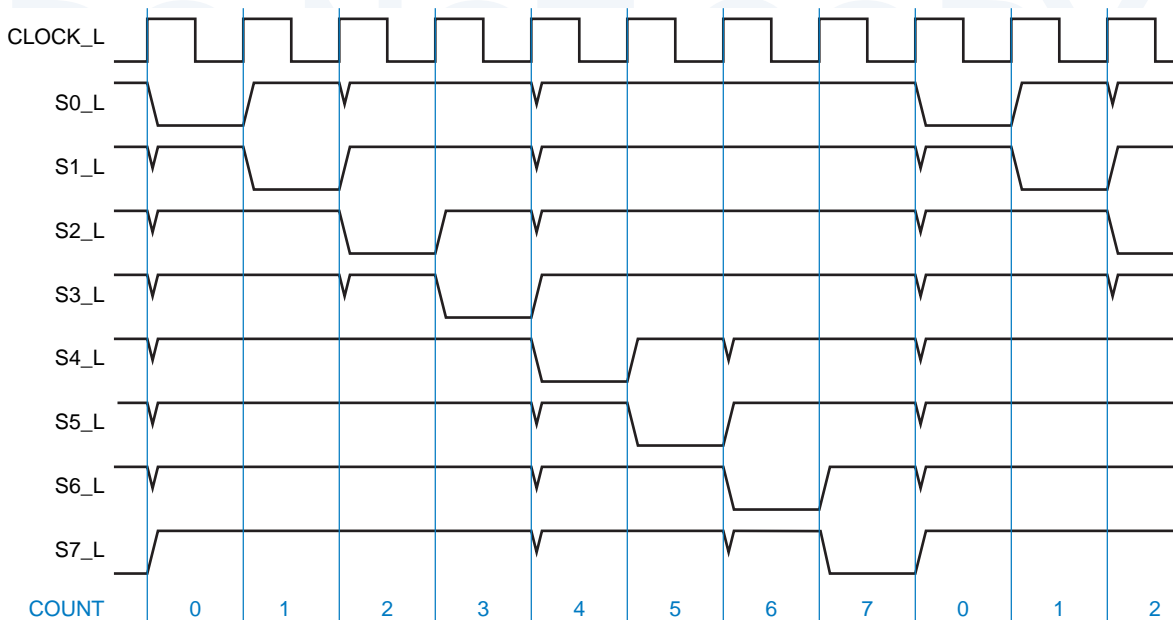 CLOCK_L
S0_L
S1_L
S2_L
S3_L
S4_L
S5_L
S6_L
S7_L
COUNT 0 1 2 3 4 5 6 7 0 1 2